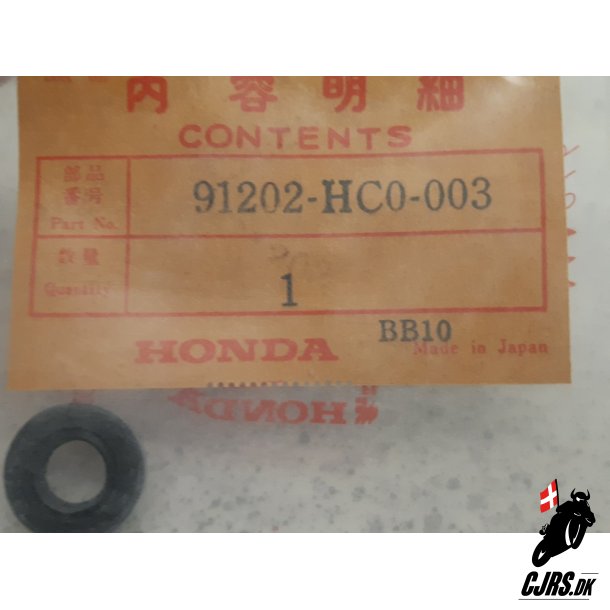 内容明細
CONTENTS
部品
番号
Part No.
91202-HC0-003
数量
Quantity
1
BB10
HONDA
Made in Japan
HONDA
CJRS.DK